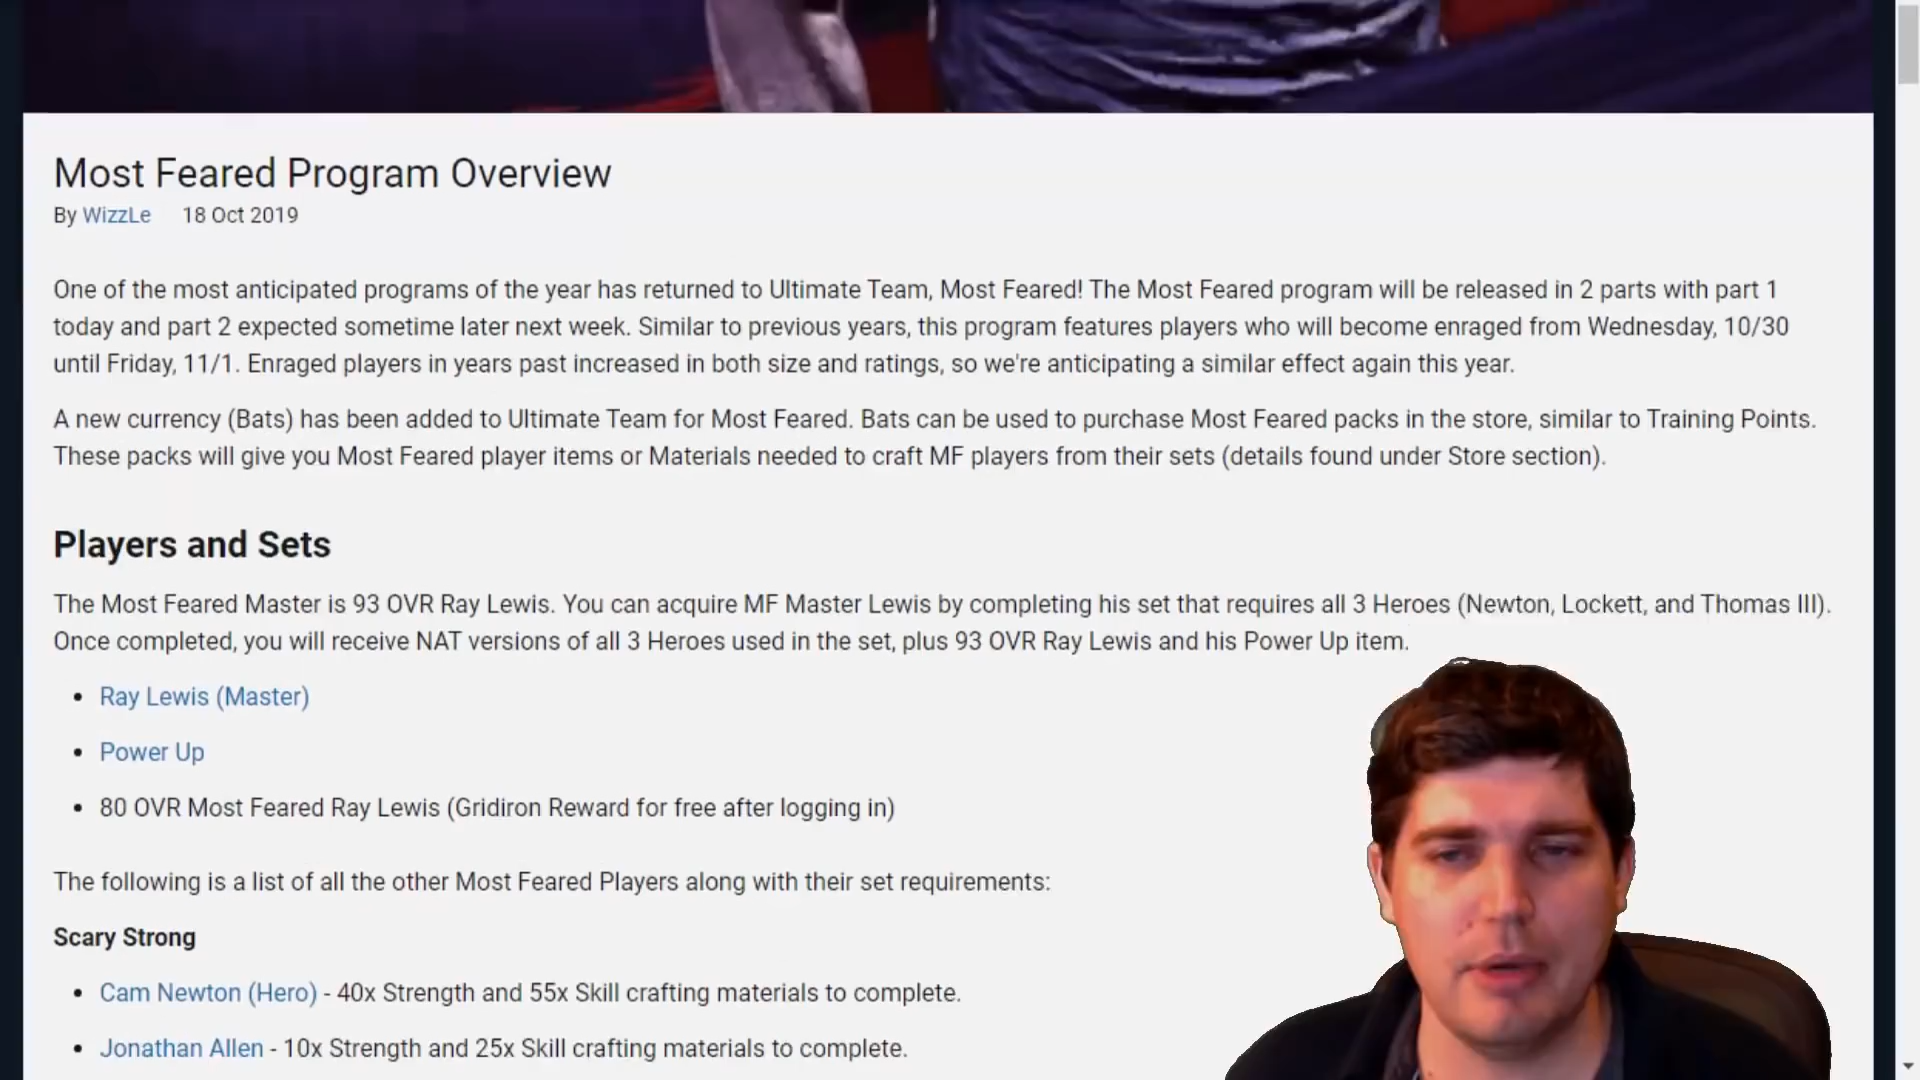 Most Feared Program Overview
By WizzLe 18 Oct 2019
One of the most anticipated programs of the year has returned to Ultimate Team, Most Feared! The Most Feared program will be released in 2 parts with part 1
today and part 2 expected sometime later next week. Similar to previous years, this program features players who will become enraged from Wednesday, 10/30
until Friday, 11/1. Enraged players in years past increased in both size and ratings, so we're anticipating a similar effect again this year.
A new currency (Bats) has been added to Ultimate Team for Most Feared. Bats can be used to purchase Most Feared packs in the store, similar to Training Points.
These packs will give you Most Feared player items or Materials needed to craft MF players from their sets (details found under Store section).
Players and Sets
The Most Feared Master is 93 OVR Ray Lewis. You can acquire MF Master Lewis by completing his set that requires all 3 Heroes (Newton, Lockett, and Thomas III).
Once completed, you will receive NAT versions of all 3 Heroes used in the set, plus 93 OVR Ray Lewis and his Power Up item.
• Ray Lewis (Master)
• Power Up
• 80 OVR Most Feared Ray Lewis (Gridiron Reward for free after logging in)
The following is a list of all the other Most Feared Players along with their set requirements:
Scary Strong
• Cam Newton (Hero) - 40x Strength and 55x Skill crafting materials to complete.
• Jonathan Allen - 10x Strength and 25x Skill crafting materials to complete.